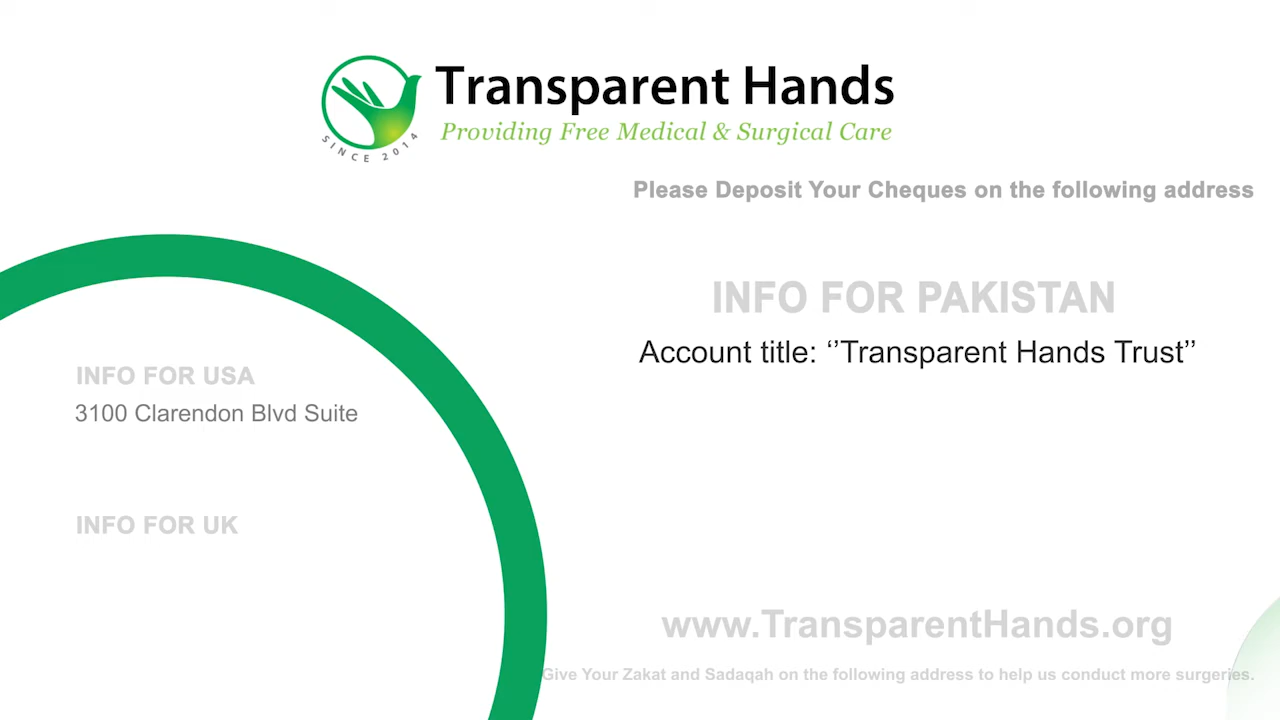 Transparent Hands
Providing Free Medical & Surgical Care
SINCE 2014
Please Deposit Your Cheques on the following address
INFO FOR PAKISTAN
Account title: ‘’Transparent Hands Trust’’
INFO FOR USA
3100 Clarendon Blvd Suite
INFO FOR UK
www.TransparentHands.org
Give Your Zakat and Sadaqah on the following address to help us conduct more surgeries.